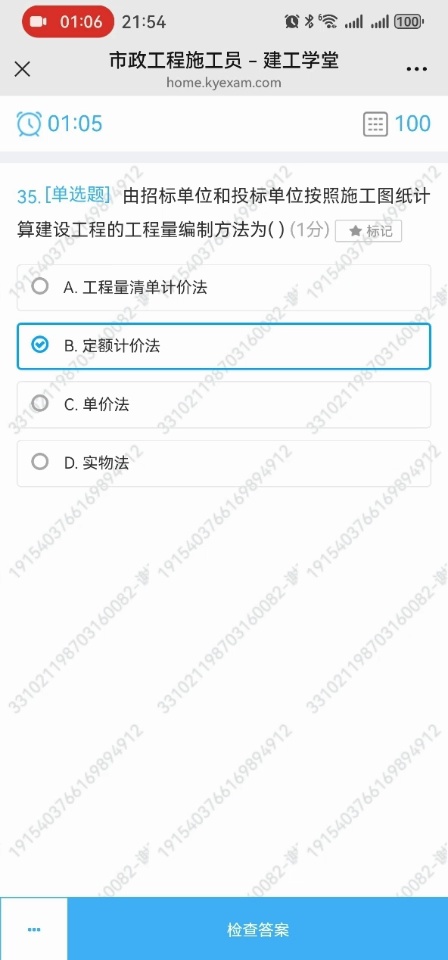 01:06 21:54 6 100
市政工程施工员 – 建工学堂
home.kyexam.com
01:05 100
35. [单选题] 由招标单位和投标单位按照施工图纸计
算建设工程的工程量编制方法为( ) (1分) ★ 标记
A. 工程量清单计价法
B. 定额计价法
C. 单价法
D. 实物法
1915403766169894912
331021198703160082-谢
检查答案